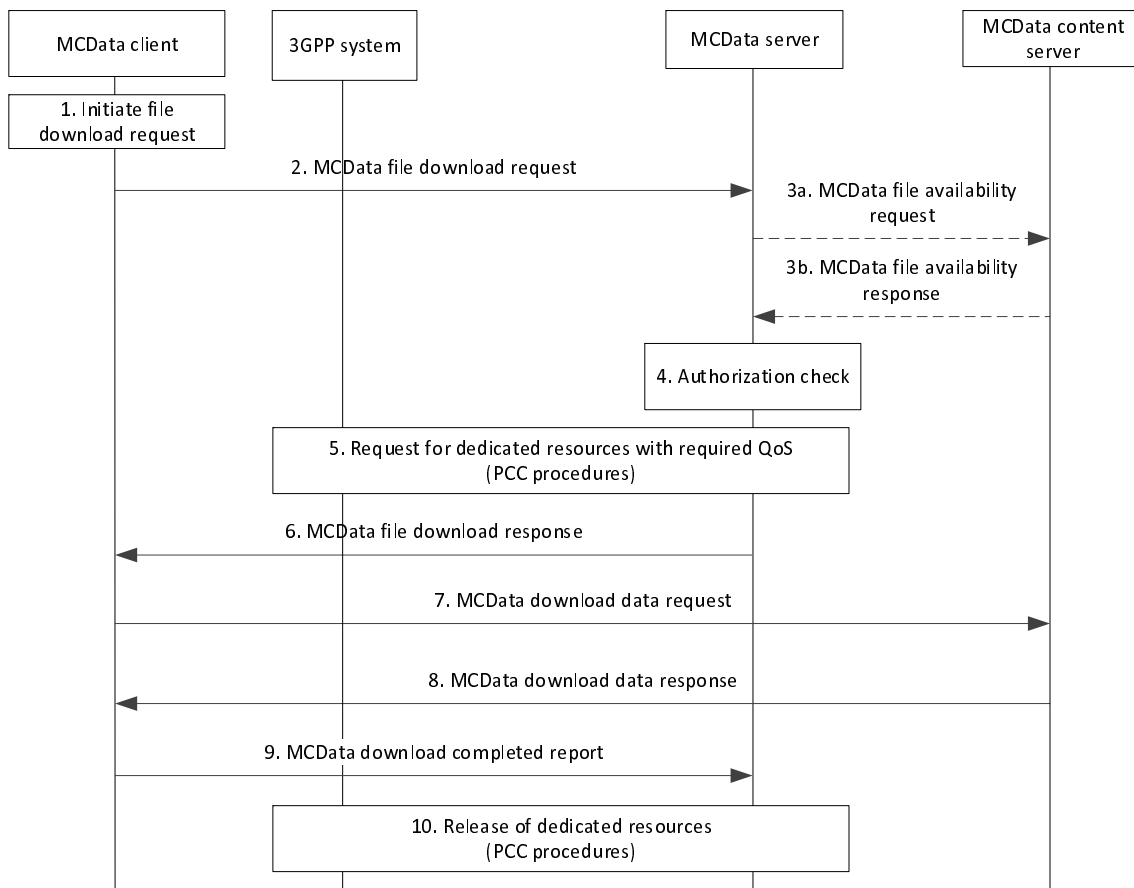 MCData client
3GPP system
MCData server
MCData content
server
1. Initiate file
download request
2. MCData file download request
3a. MCData file availability
request
3b. MCData file availability
response
4. Authorization check
5. Request for dedicated resources with required QoS
(PCC procedures)
6. MCData file download response
7. MCData download data request
8. MCData download data response
9. MCData download completed report
10. Release of dedicated resources
(PCC procedures)